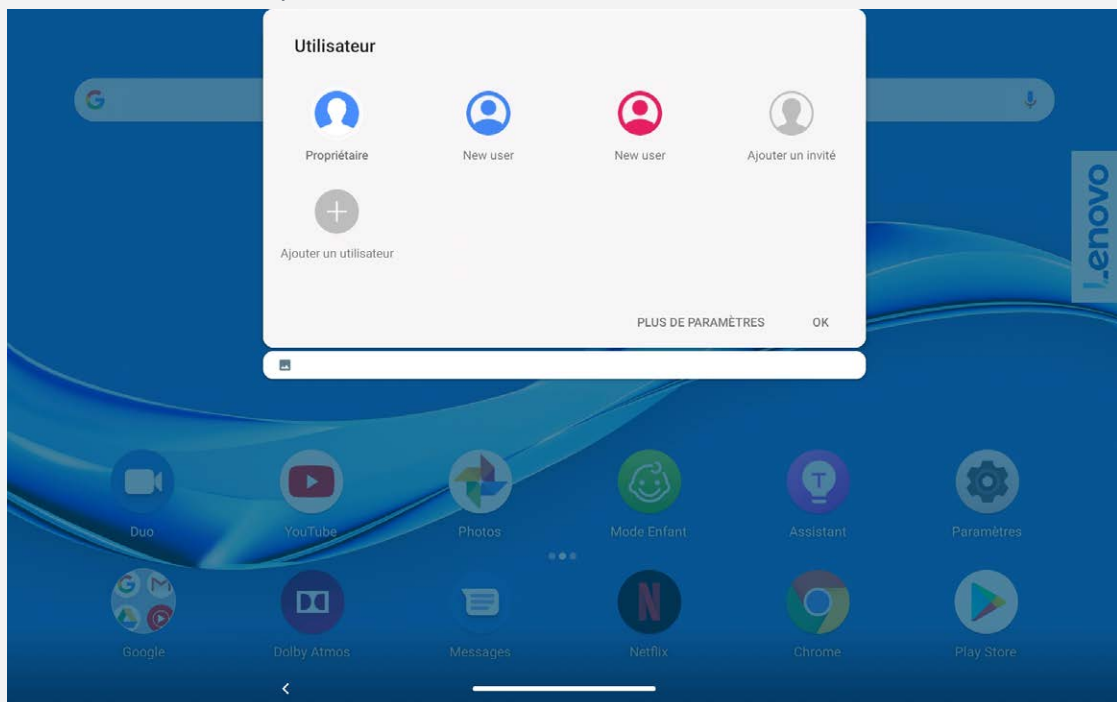 Utilisateur
Propriétaire
New user
New user
Ajouter un invité
Ajouter un utilisateur
PLUS DE PARAMÈTRES OK
Lenovo
Duo
YouTube
Photos
Mode Enfant
Assistant
Paramètres
Google
Dolby Atmos
Messages
Netflix
Chrome
Play Store